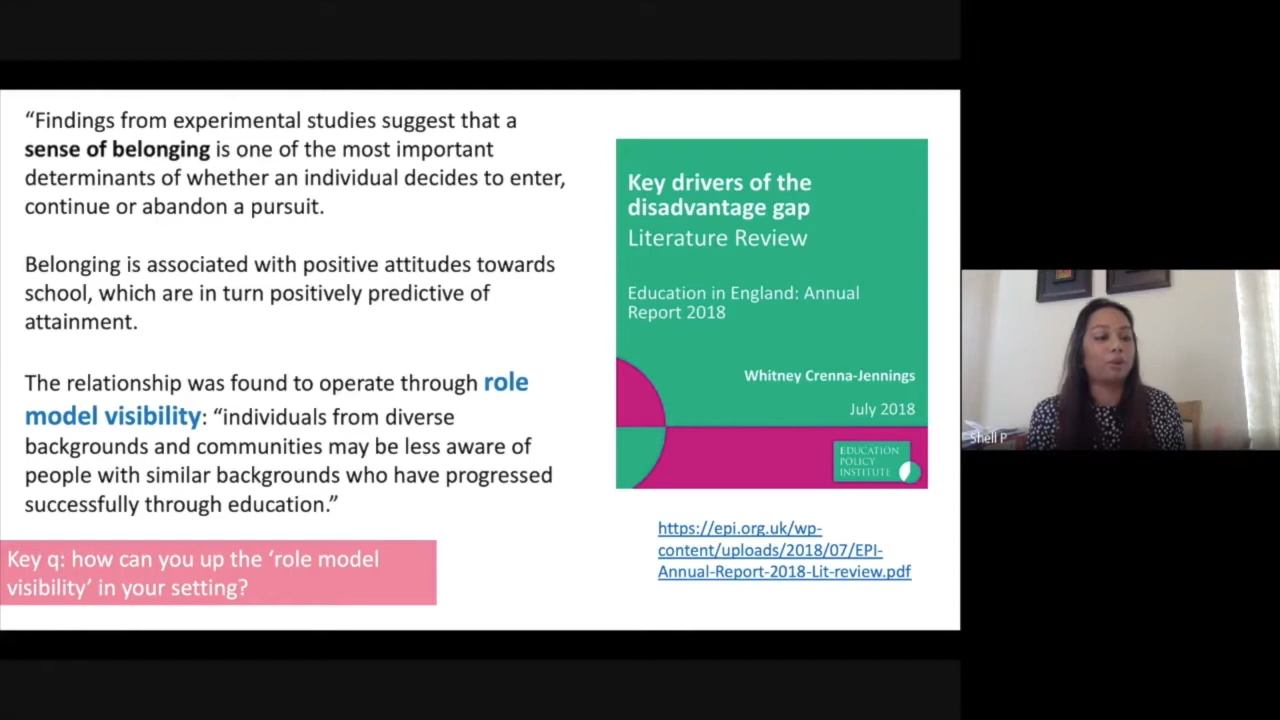 “Findings from experimental studies suggest that a
sense of belonging is one of the most important
determinants of whether an individual decides to enter,
continue or abandon a pursuit.
Belonging is associated with positive attitudes towards
school, which are in turn positively predictive of
attainment.
The relationship was found to operate through role
model visibility: “individuals from diverse
backgrounds and communities may be less aware of
people with similar backgrounds who have progressed
successfully through education.”
Key q: how can you up the ‘role model
visibility’ in your setting?
Key drivers of the
disadvantage gap
Literature Review
Education in England: Annual
Report 2018
Whitney Crenna-Jennings
July 2018
EDUCATION
POLICY
INSTITUTE
https://epi.org.uk/wp-
content/uploads/2018/07/EPI-
Annual-Report-2018-Lit-review.pdf
Shell P